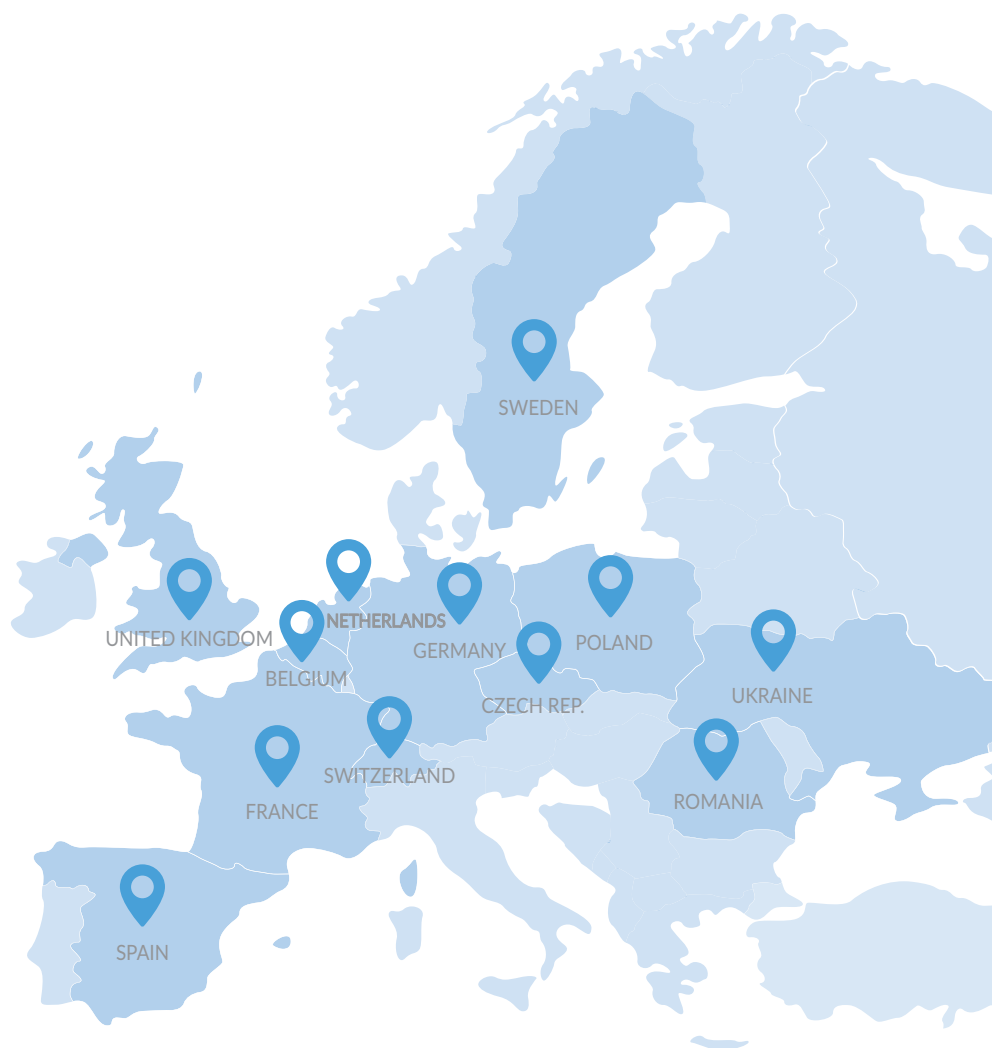 SWEDEN
NETHERLANDS
UNITED KINGDOM
GERMANY
POLAND
BELGIUM
UKRAINE
CZECH REP.
SWITZERLAND
ROMANIA
FRANCE
SPAIN